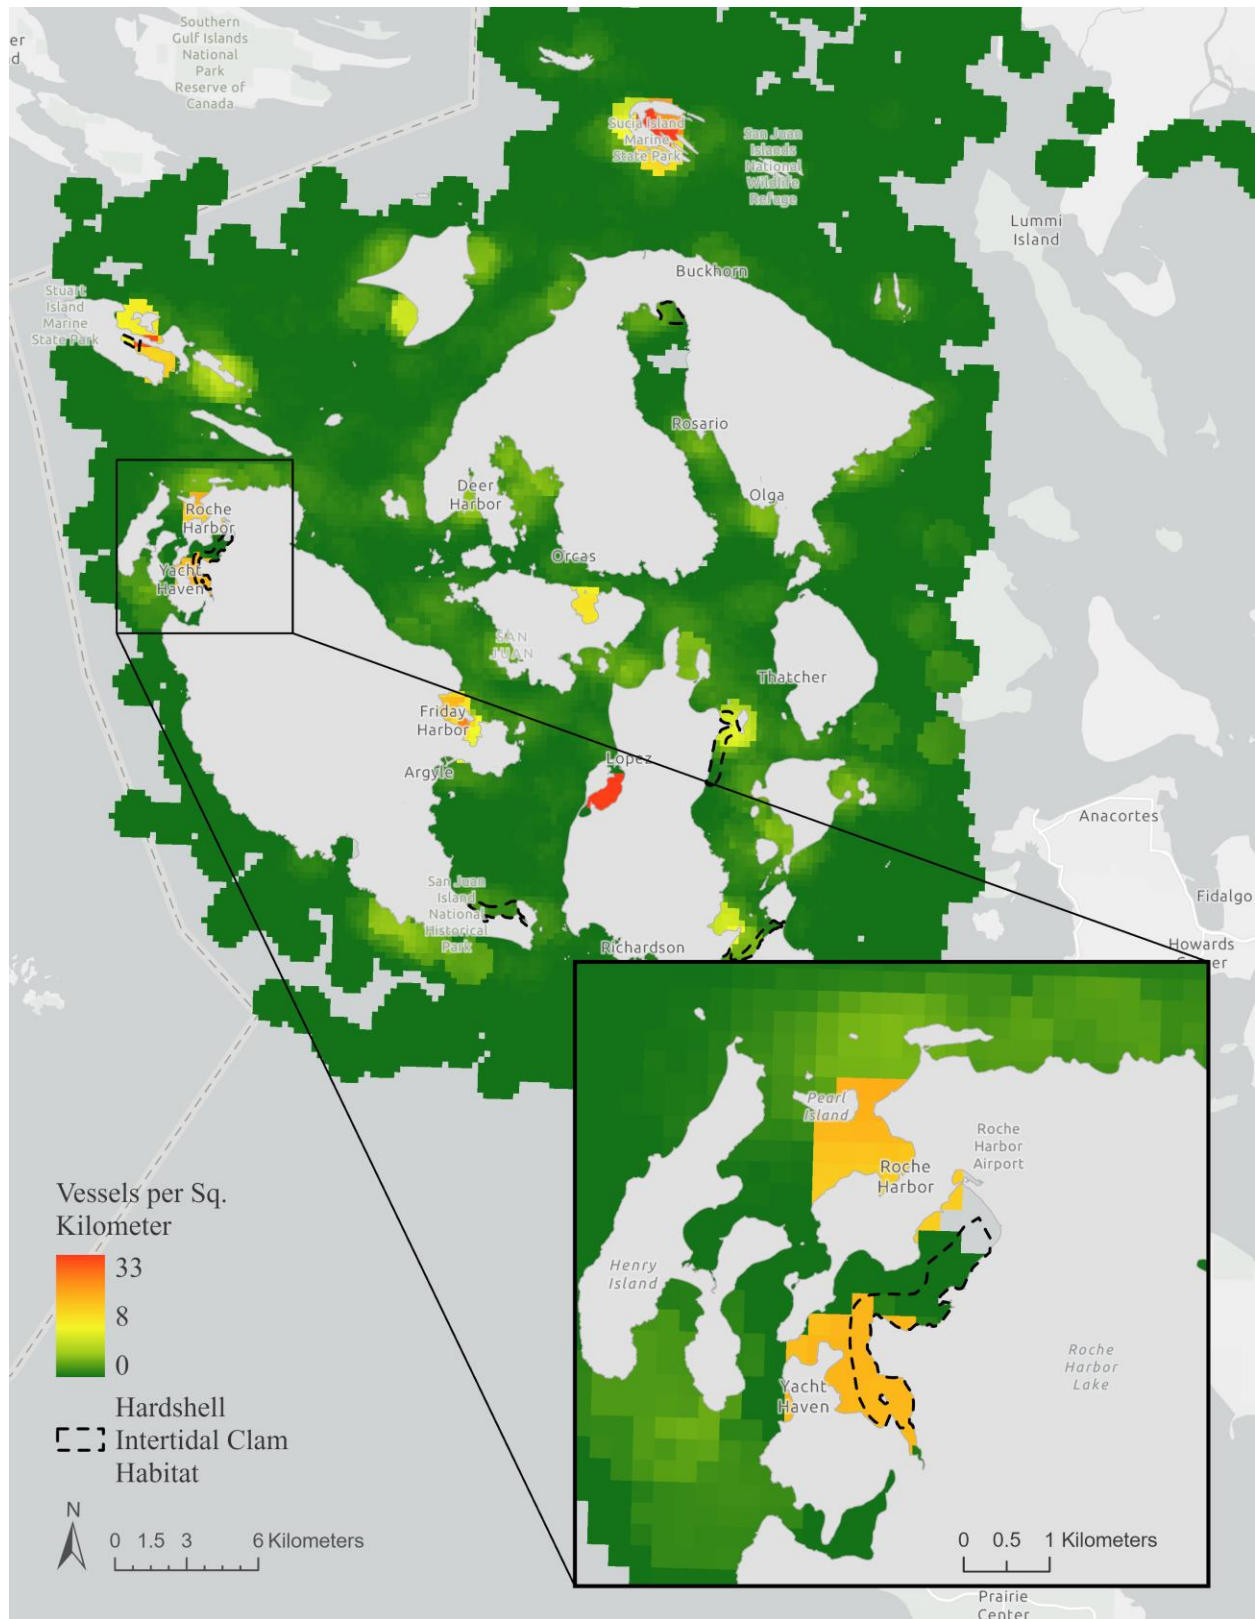 Southern
Gulf Islands
National
Park
Reserve of
Canada
er
d
Sucia Island
Marine
State Park
San Juan
Islands
National
Wildlife
Refuge
Lummi
Island
Buckhorn
Stuart
Island
Marine
State Park
Rosario
Deer
Harbor
Olga
Roche
Harbor
Orcas
Yacht
Haven
SAN
JUAN
Thatcher
Friday
Harbor
Lopez
Argyle
Anacortes
San Juan
Island
National
Historical
Park
Fidalgo
Richardson
Howards
Pearl
Island
Roche
Harbor
Airport
Roche
Harbor
Henry
Island
Roche
Harbor
Lake
Yacht
Haven
0 0.5 1 Kilometers
Vessels per Sq.
Kilometer
33
8
0
Hardshell
Intertidal Clam
Habitat
N
0 1.5 3 6 Kilometers
Prairie
Center